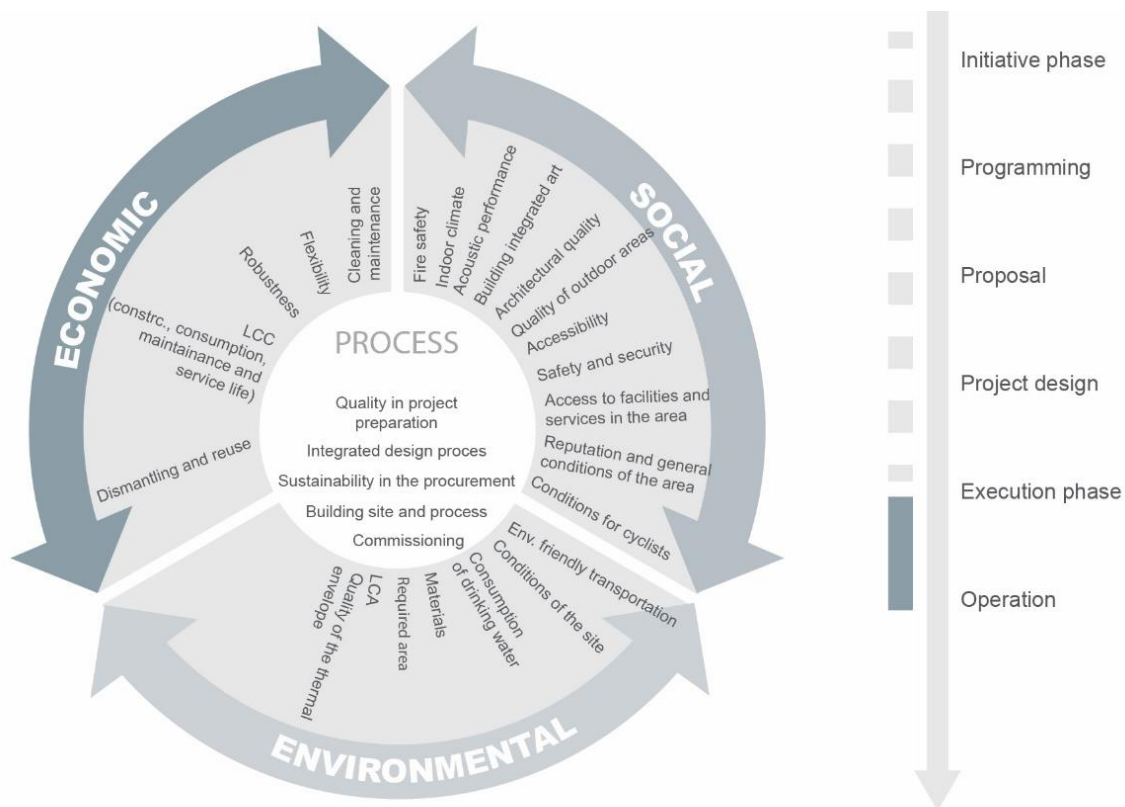 ECONOMIC
Cleaning and
maintenance
Flexibility
Robustness
LCC
(constrc., consumption,
maintainance and
service life)
Dismantling and reuse
SOCIAL
Fire safety
Indoor climate
Acoustic performance
Building integrated art
Architectural quality
Quality of outdoor areas
Accessibility
Safety and security
Access to facilities and
services in the area
Reputation and general
conditions of the area
Conditions for cyclists
PROCESS
Quality in project
preparation
Integrated design proces
Sustainability in the procurement
Building site and process
Commissioning
Env. friendly transportation
Conditions of the site
Consumption
of drinking water
Materials
Required area
LCA
Quality of the thermal
envelope
ENVIRONMENTAL
Initiative phase
Programming
Proposal
Project design
Execution phase
Operation